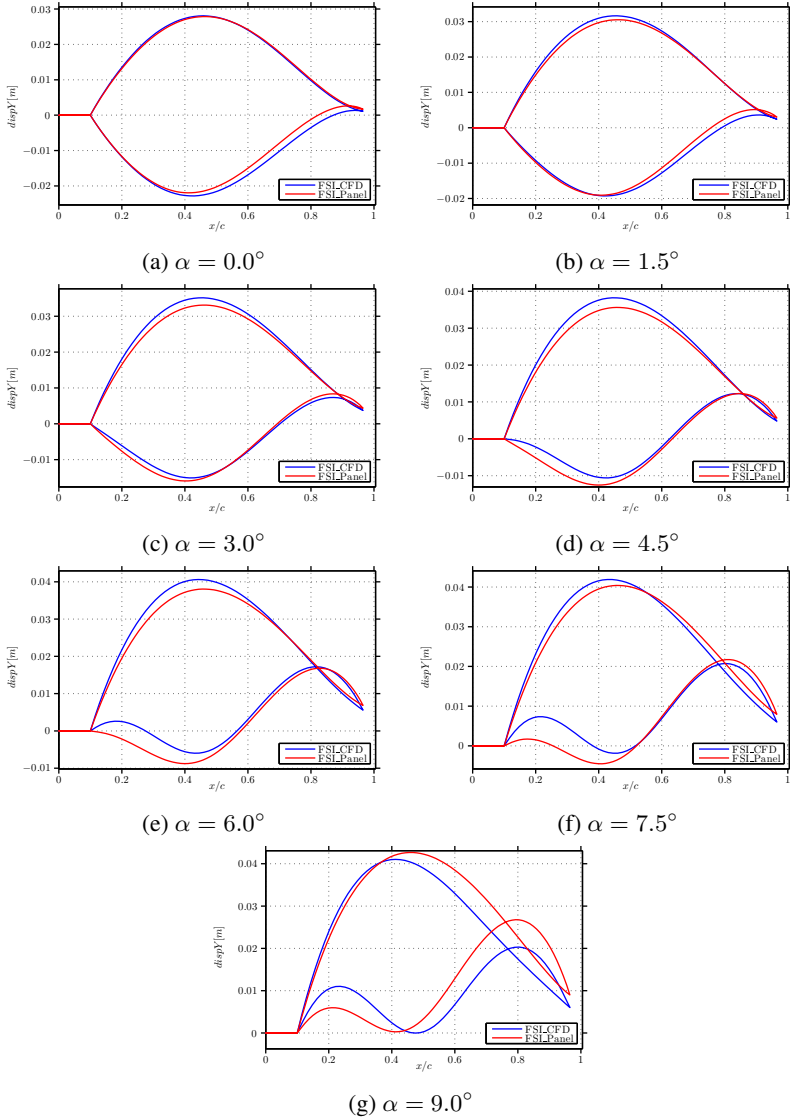 0.03
0.02
0.01
0
−0.01
−0.02
dispY[m]
0 0.2 0.4 0.6 0.8 1
x/c
FSI_CFD
FSI_Panel
(a) α = 0.0°
0.03
0.02
0.01
0
−0.01
−0.02
dispY[m]
0 0.2 0.4 0.6 0.8 1
x/c
FSI_CFD
FSI_Panel
(b) α = 1.5°
0.03
0.02
0.01
0
−0.01
dispY[m]
0 0.2 0.4 0.6 0.8 1
x/c
FSI_CFD
FSI_Panel
(c) α = 3.0°
0.04
0.03
0.02
0.01
0
−0.01
dispY[m]
0 0.2 0.4 0.6 0.8 1
x/c
FSI_CFD
FSI_Panel
(d) α = 4.5°
0.04
0.03
0.02
0.01
0
−0.01
dispY[m]
0 0.2 0.4 0.6 0.8 1
x/c
FSI_CFD
FSI_Panel
(e) α = 6.0°
0.04
0.03
0.02
0.01
0
dispY[m]
0 0.2 0.4 0.6 0.8 1
x/c
FSI_CFD
FSI_Panel
(f) α = 7.5°
0.04
0.03
0.02
0.01
0
dispY[m]
0 0.2 0.4 0.6 0.8 1
x/c
FSI_CFD
FSI_Panel
(g) α = 9.0°